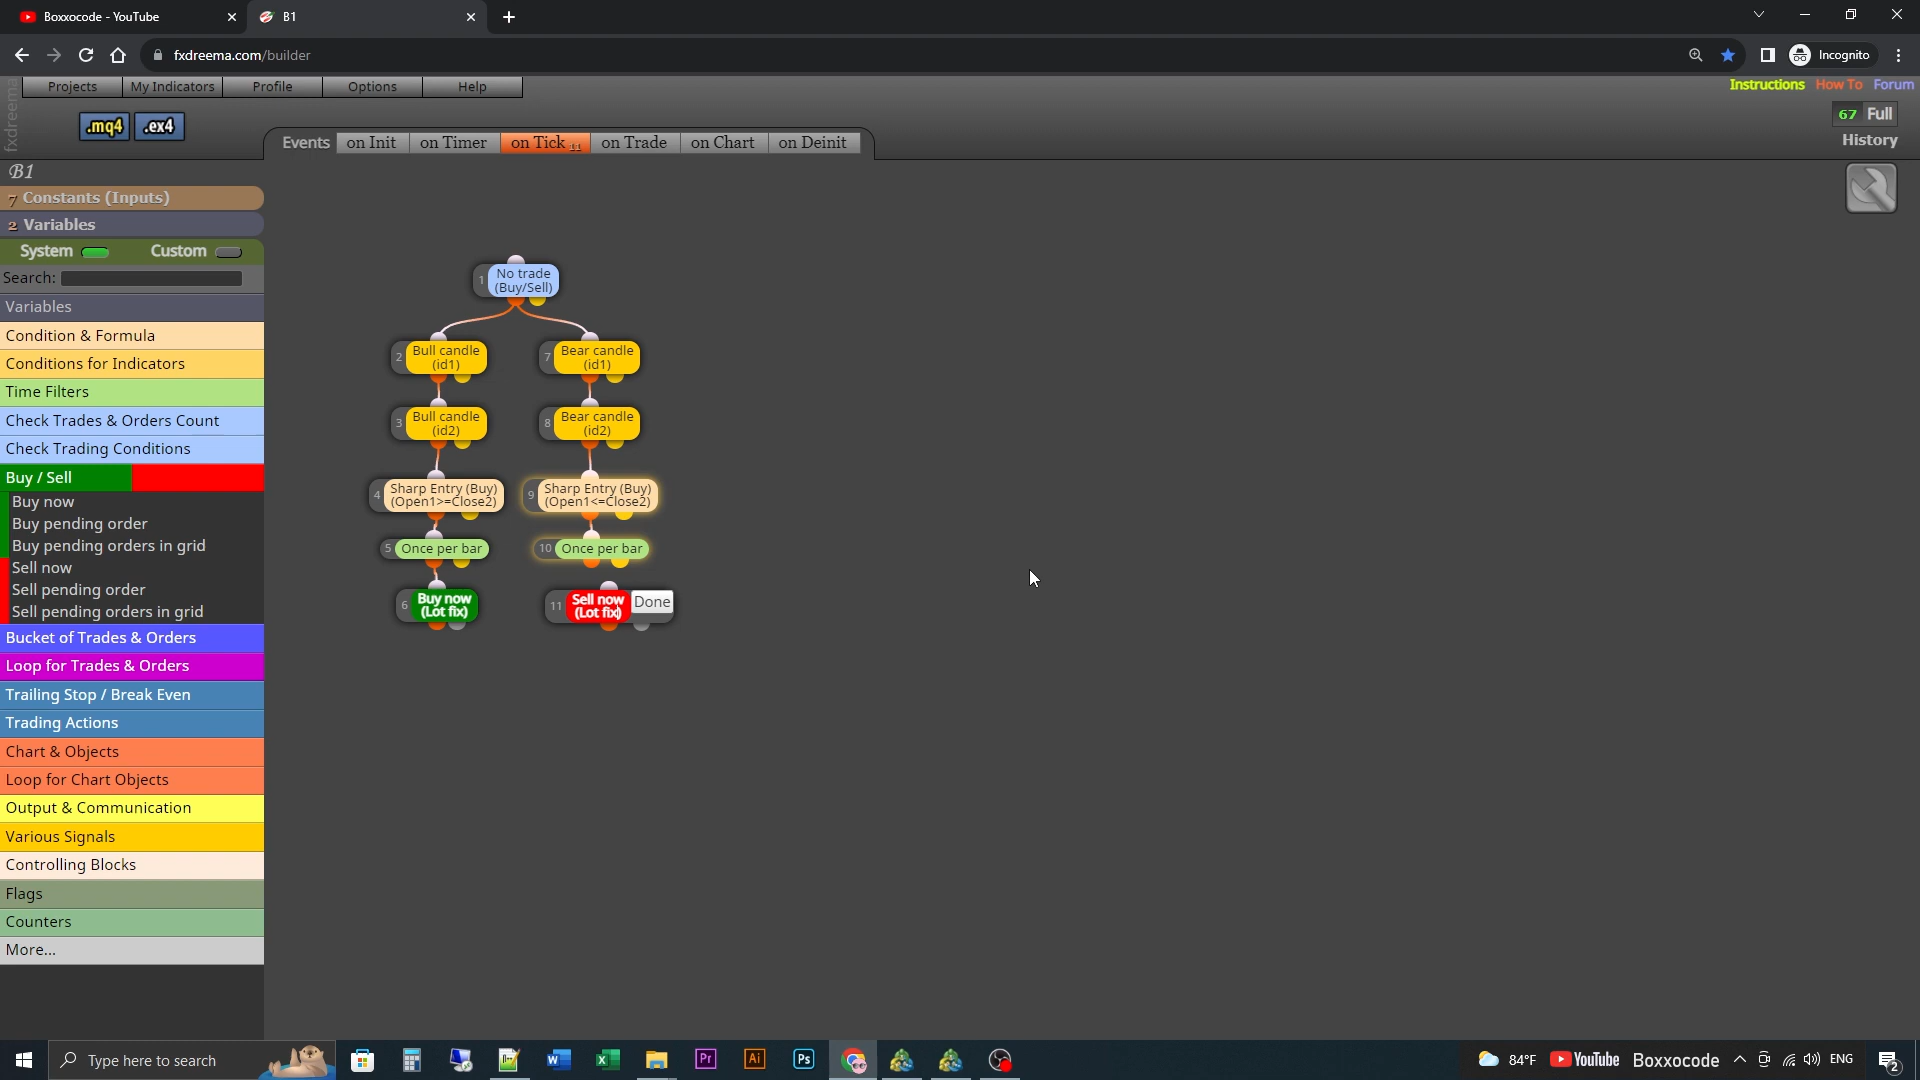 Boxxocode - YouTube
B1
fxdreema.com/builder
Incognito
Projects
My Indicators
Profile
Options
Help
Instructions How To Forum
fxdreema
.mq4 .ex4
67 Full
History
Events
on Init
on Timer
on Tick 11
on Trade
on Chart
on Deinit
B1
7 Constants (Inputs)
2 Variables
System
Custom
Search:
Variables
Condition & Formula
Conditions for Indicators
Time Filters
Check Trades & Orders Count
Check Trading Conditions
Buy / Sell
Buy now
Buy pending order
Buy pending orders in grid
Sell now
Sell pending order
Sell pending orders in grid
Bucket of Trades & Orders
Loop for Trades & Orders
Trailing Stop / Break Even
Trading Actions
Chart & Objects
Loop for Chart Objects
Output & Communication
Various Signals
Controlling Blocks
Flags
Counters
More...
1 No trade
(Buy/Sell)
2 Bull candle
(id1)
7 Bear candle
(id1)
3 Bull candle
(id2)
8 Bear candle
(id2)
4 Sharp Entry (Buy)
(Open1>=Close2)
9 Sharp Entry (Buy)
(Open1<=Close2)
5 Once per bar
10 Once per bar
6 Buy now
(Lot fix)
11 Sell now
(Lot fix)
Done
Type here to search
W
X
Pr
Ai
Ps
84°F
YouTube
Boxxocode
ENG
2